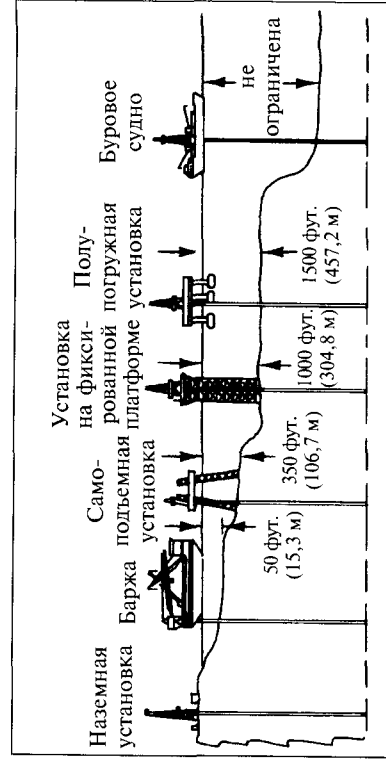 Наземная
установка
Баржа
Само-
подъемная
установка
Установка
на фикси-
рованной
платформе
Полу-
погружная
установка
Буровое
судно
50 фут.
(15,3 м)
350 фут.
(106,7 м)
1000 фут.
(304,8 м)
1500 фут.
(457,2 м)
не
ограничена